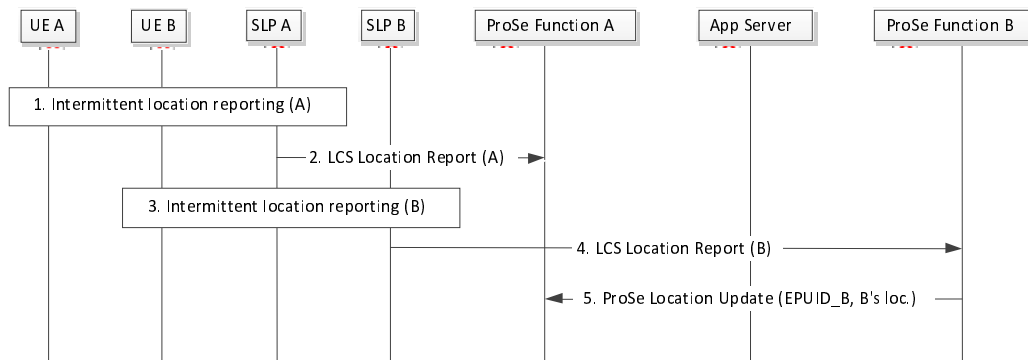 UE A
UE B
SLP A
SLP B
ProSe Function A
App Server
ProSe Function B
1. Intermittent location reporting (A)
2. LCS Location Report (A)
3. Intermittent location reporting (B)
4. LCS Location Report (B)
5. ProSe Location Update (EPUID_B, B's loc.)